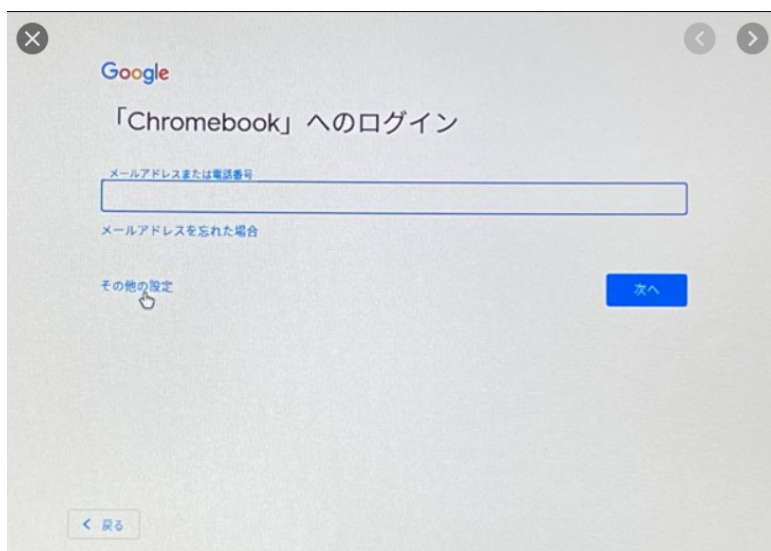 Google
「Chromebook」へのログイン
メールアドレスまたは電話番号
メールアドレスを忘れた場合
その他の設定
次へ
戻る